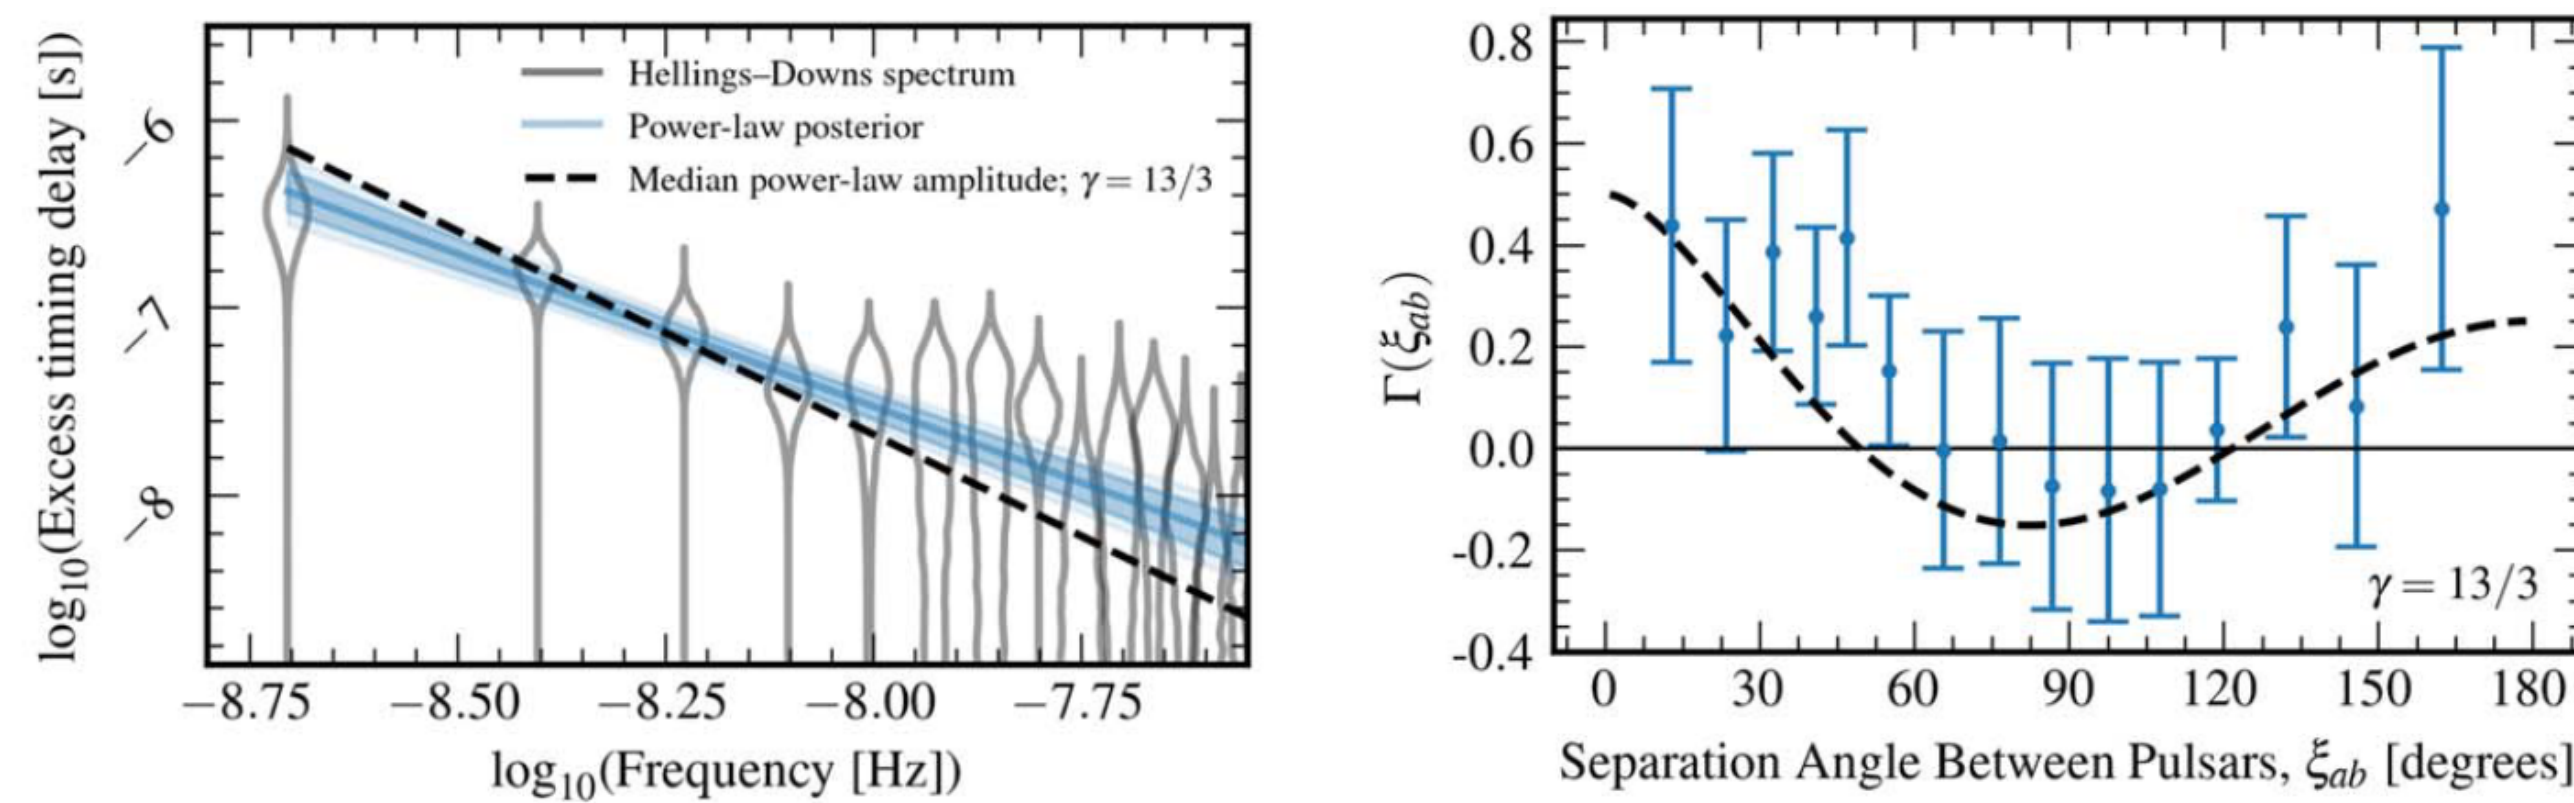 log10(Excess timing delay [s])
−6
−7
−8
Hellings–Downs spectrum
Power-law posterior
Median power-law amplitude; γ = 13/3
−8.75 −8.50 −8.25 −8.00 −7.75
log10(Frequency [Hz])
Γ(ξab)
0.8
0.6
0.4
0.2
0.0
-0.2
-0.4
γ = 13/3
0 30 60 90 120 150 180
Separation Angle Between Pulsars, ξab [degrees]